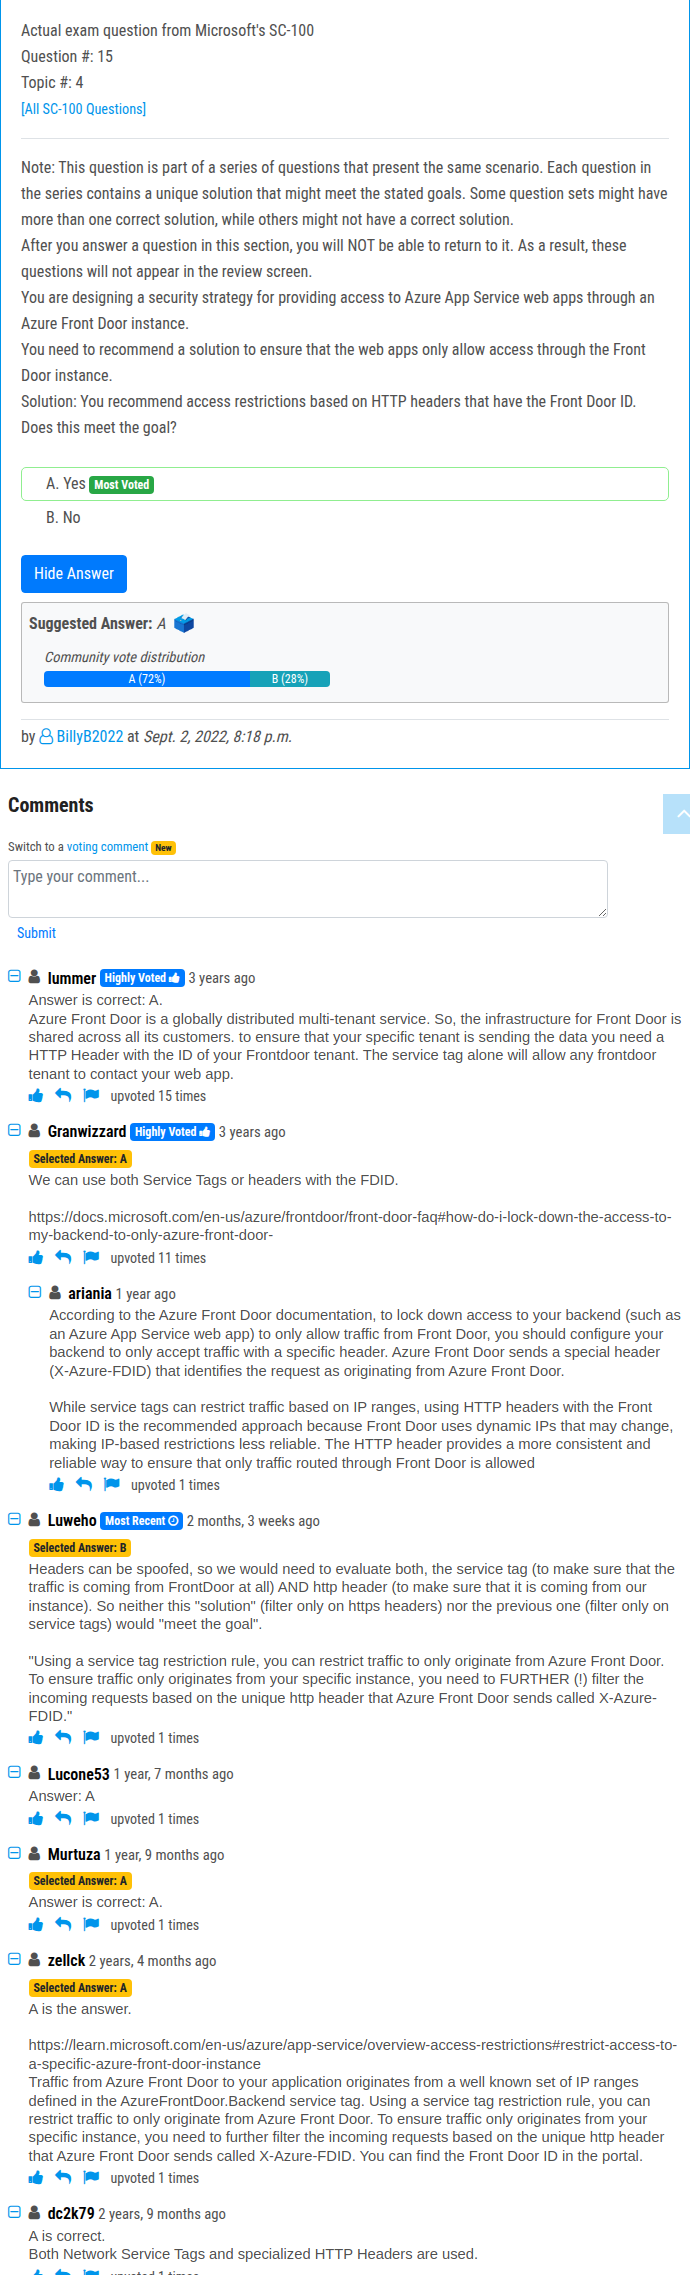 Actual exam question from Microsoft's SC-100
Question #: 15
Topic #: 4
[All SC-100 Questions]
Note: This question is part of a series of questions that present the same scenario. Each question in
the series contains a unique solution that might meet the stated goals. Some question sets might have
more than one correct solution, while others might not have a correct solution.
After you answer a question in this section, you will NOT be able to return to it. As a result, these
questions will not appear in the review screen.
You are designing a security strategy for providing access to Azure App Service web apps through an
Azure Front Door instance.
You need to recommend a solution to ensure that the web apps only allow access through the Front
Door instance.
Solution: You recommend access restrictions based on HTTP headers that have the Front Door ID.
Does this meet the goal?
A. Yes Most Voted
B. No
Hide Answer
Suggested Answer: A
Community vote distribution
A (72%) B (28%)
by BillyB2022 at Sept. 2, 2022, 8:18 p.m.
Comments
Switch to a voting comment New
Type your comment...
Submit
lummer Highly Voted 3 years ago
Answer is correct: A.
Azure Front Door is a globally distributed multi-tenant service. So, the infrastructure for Front Door is
shared across all its customers. to ensure that your specific tenant is sending the data you need a
HTTP Header with the ID of your Frontdoor tenant. The service tag alone will allow any frontdoor
tenant to contact your web app.
upvoted 15 times
Granwizzard Highly Voted 3 years ago
Selected Answer: A
We can use both Service Tags or headers with the FDID.
https://docs.microsoft.com/en-us/azure/frontdoor/front-door-faq#how-do-i-lock-down-the-access-to-
my-backend-to-only-azure-front-door-
upvoted 11 times
ariania 1 year ago
According to the Azure Front Door documentation, to lock down access to your backend (such as
an Azure App Service web app) to only allow traffic from Front Door, you should configure your
backend to only accept traffic with a specific header. Azure Front Door sends a special header
(X-Azure-FDID) that identifies the request as originating from Azure Front Door.
While service tags can restrict traffic based on IP ranges, using HTTP headers with the Front
Door ID is the recommended approach because Front Door uses dynamic IPs that may change,
making IP-based restrictions less reliable. The HTTP header provides a more consistent and
reliable way to ensure that only traffic routed through Front Door is allowed
upvoted 1 times
Luweho Most Recent 2 months, 3 weeks ago
Selected Answer: B
Headers can be spoofed, so we would need to evaluate both, the service tag (to make sure that the
traffic is coming from FrontDoor at all) AND http header (to make sure that it is coming from our
instance). So neither this "solution" (filter only on https headers) nor the previous one (filter only on
service tags) would "meet the goal".
"Using a service tag restriction rule, you can restrict traffic to only originate from Azure Front Door.
To ensure traffic only originates from your specific instance, you need to FURTHER (!) filter the
incoming requests based on the unique http header that Azure Front Door sends called X-Azure-
FDID."
upvoted 1 times
Lucone53 1 year, 7 months ago
Answer: A
upvoted 1 times
Murtuza 1 year, 9 months ago
Selected Answer: A
Answer is correct: A.
upvoted 1 times
zellck 2 years, 4 months ago
Selected Answer: A
A is the answer.
https://learn.microsoft.com/en-us/azure/app-service/overview-access-restrictions#restrict-access-to-
a-specific-azure-front-door-instance
Traffic from Azure Front Door to your application originates from a well known set of IP ranges
defined in the AzureFrontDoor.Backend service tag. Using a service tag restriction rule, you can
restrict traffic to only originate from Azure Front Door. To ensure traffic only originates from your
specific instance, you need to further filter the incoming requests based on the unique http header
that Azure Front Door sends called X-Azure-FDID. You can find the Front Door ID in the portal.
upvoted 1 times
dc2k79 2 years, 9 months ago
A is correct.
Both Network Service Tags and specialized HTTP Headers are used.